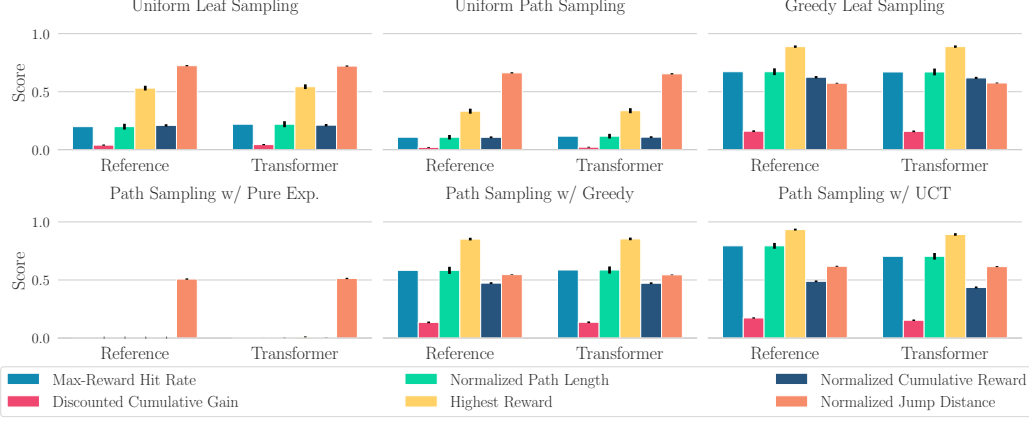 Uniform Leaf Sampling
Uniform Path Sampling
Greedy Leaf Sampling
1.0
0.5
0.0
Score
Reference
Transformer
Reference
Transformer
Reference
Transformer
Path Sampling w/ Pure Exp.
Path Sampling w/ Greedy
Path Sampling w/ UCT
1.0
0.5
0.0
Score
Reference
Transformer
Reference
Transformer
Reference
Transformer
Max-Reward Hit Rate
Normalized Path Length
Normalized Cumulative Reward
Discounted Cumulative Gain
Highest Reward
Normalized Jump Distance